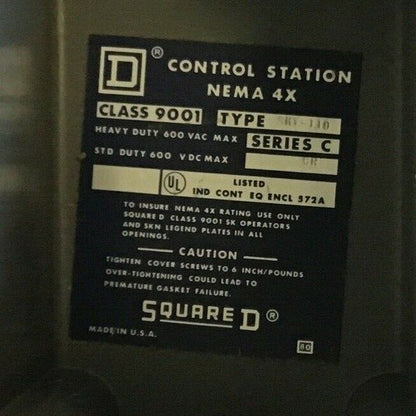 D ®
CONTROL STATION
NEMA 4X
CLASS 9001 TYPE
HEAVY DUTY 600 VAC MAX SERIES C
STD DUTY 600 VDC MAX
UL LISTED
IND CONT EQ ENCL 572A
TO INSURE NEMA 4X RATING USE ONLY
SQUARE D CLASS 9001 SK OPERATORS
AND SKN LEGEND PLATES IN ALL
OPENINGS.
CAUTION
TIGHTEN COVER SCREWS TO 6 INCH/POUNDS
OVER-TIGHTENING COULD LEAD TO
PREMATURE GASKET FAILURE.
SQUARE D ®
MADE IN U.S.A.
80